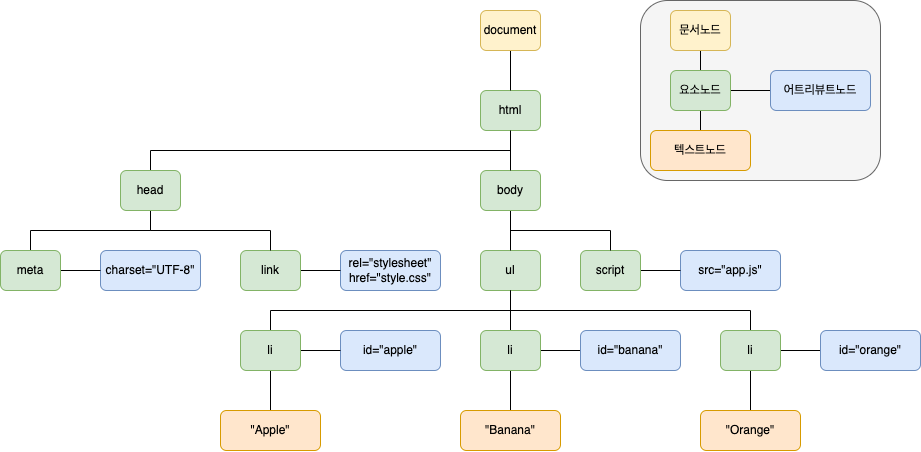 document
문서노드
요소노드
어트리뷰트노드
html
텍스트노드
head
body
meta
charset="UTF-8"
link
rel="stylesheet"
href="style.css"
ul
script
src="app.js"
li
id="apple"
li
id="banana"
li
id="orange"
"Apple"
"Banana"
"Orange"